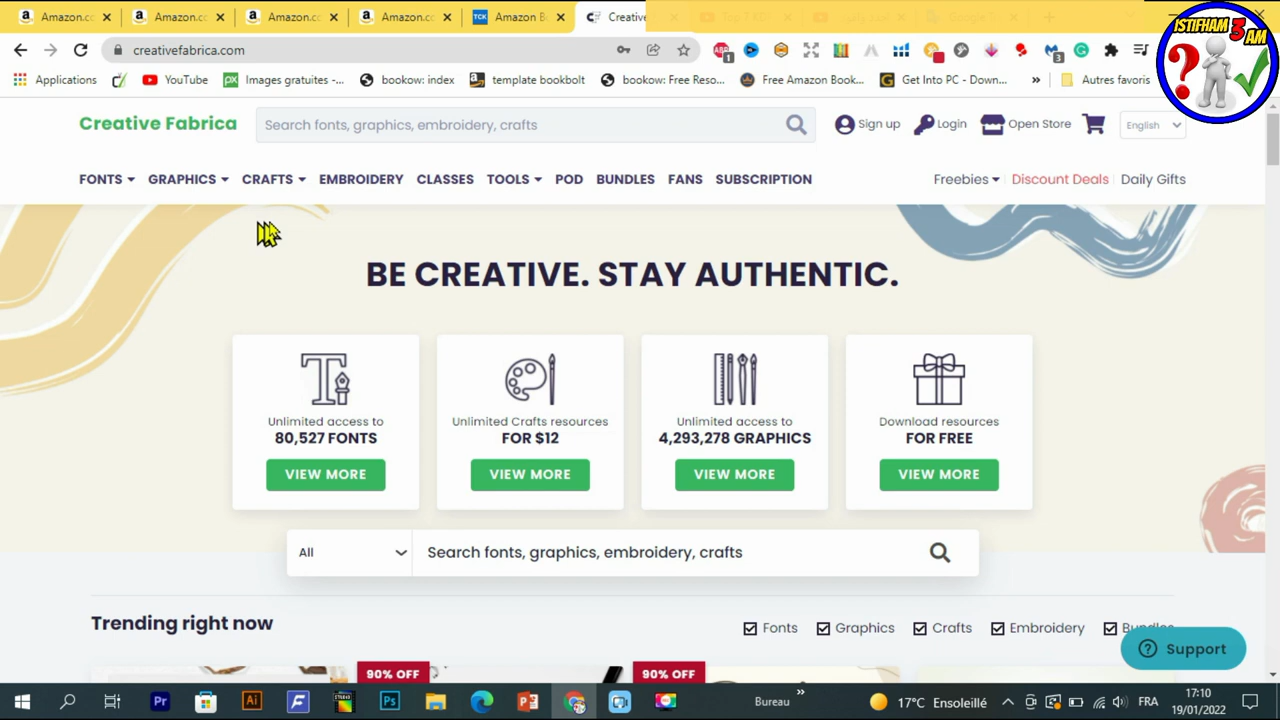 Amazon.cc
Amazon.cc
Amazon.cc
Amazon.cc
Amazon B
Creative
creativefabrica.com
Applications
YouTube
Images gratuites -...
bookow: index
template bookbolt
bookow: Free Reso...
Free Amazon Book...
Get Into PC - Down...
»
Autres favoris
ISTIFHAM 3 AM
Creative Fabrica
Search fonts, graphics, embroidery, crafts
Sign up
Login
Open Store
English
FONTS
GRAPHICS
CRAFTS
EMBROIDERY
CLASSES
TOOLS
POD
BUNDLES
FANS
SUBSCRIPTION
Freebies
Discount Deals
Daily Gifts
BE CREATIVE. STAY AUTHENTIC.
Unlimited access to
80,527 FONTS
VIEW MORE
Unlimited Crafts resources
FOR $12
VIEW MORE
Unlimited access to
4,293,278 GRAPHICS
VIEW MORE
Download resources
FOR FREE
VIEW MORE
All
Search fonts, graphics, embroidery, crafts
Trending right now
Fonts
Graphics
Crafts
Embroidery
Support
90% OFF
90% OFF
Bureau
»
17°C Ensoleillé
FRA
17:10
19/01/2022